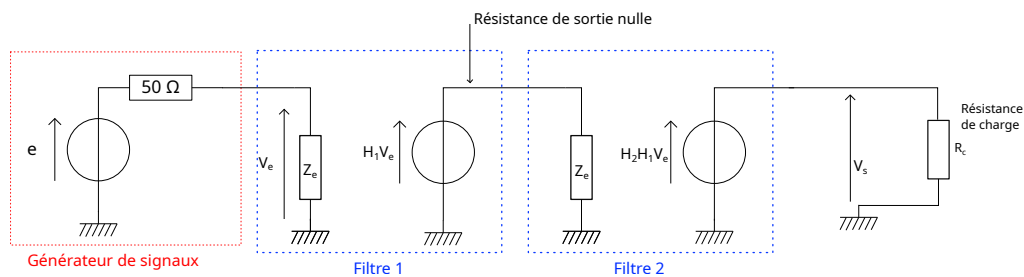 Résistance de sortie nulle
50 Ω
e
Vₑ
Zₑ
H₁Vₑ
Zₑ
H₂H₁Vₑ
Vₛ
Résistance
de charge
R꜀
Générateur de signaux
Filtre 1
Filtre 2